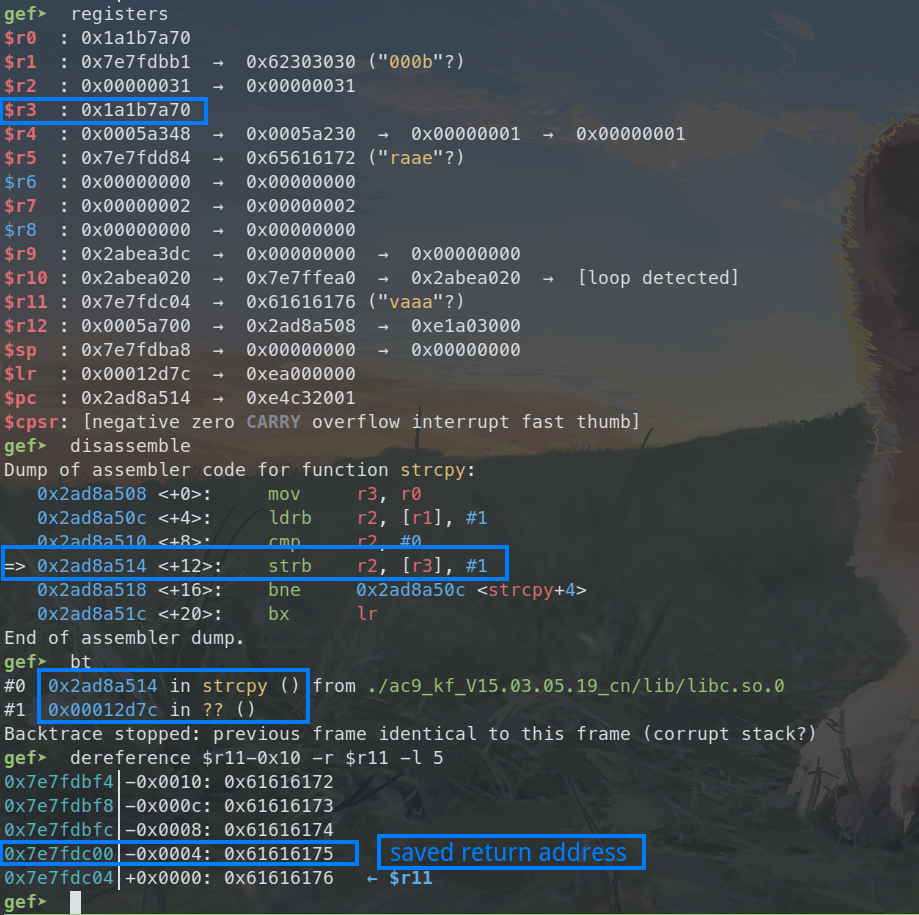 gef➤  registers
$r0  : 0x1a1b7a70
$r1  : 0x7e7fdbb1  →  0x62303030 ("000b"?)
$r2  : 0x00000031  →  0x00000031
$r3  : 0x1a1b7a70
$r4  : 0x0005a348  →  0x0005a230  →  0x00000001  →  0x00000001
$r5  : 0x7e7fdd84  →  0x65616172 ("raae"?)
$r6  : 0x00000000  →  0x00000000
$r7  : 0x00000002  →  0x00000002
$r8  : 0x00000000  →  0x00000000
$r9  : 0x2abea3dc  →  0x00000000  →  0x00000000
$r10 : 0x2abea020  →  0x7e7ffea0  →  0x2abea020  →  [loop detected]
$r11 : 0x7e7fdc04  →  0x61616176 ("vaaa"?)
$r12 : 0x0005a700  →  0x2ad8a508  →  0xe1a03000
$sp  : 0x7e7fdba8  →  0x00000000  →  0x00000000
$lr  : 0x00012d7c  →  0xea000000
$pc  : 0x2ad8a514  →  0xe4c32001
$cpsr: [negative zero CARRY overflow interrupt fast thumb]
gef➤  disassemble
Dump of assembler code for function strcpy:
   0x2ad8a508 <+0>:     mov     r3, r0
   0x2ad8a50c <+4>:     ldrb    r2, [r1], #1
   0x2ad8a510 <+8>:     cmp     r2, #0
=> 0x2ad8a514 <+12>:    strb    r2, [r3], #1
   0x2ad8a518 <+16>:    bne     0x2ad8a50c <strcpy+4>
   0x2ad8a51c <+20>:    bx      lr
End of assembler dump.
gef➤  bt
#0  0x2ad8a514 in strcpy () from ./ac9_kf_V15.03.05.19_cn/lib/libc.so.0
#1  0x00012d7c in ?? ()
Backtrace stopped: previous frame identical to this frame (corrupt stack?)
gef➤  dereference $r11-0x10 -r $r11 -l 5
0x7e7fdbf4│-0x0010: 0x61616172
0x7e7fdbf8│-0x000c: 0x61616173
0x7e7fdbfc│-0x0008: 0x61616174
0x7e7fdc00│-0x0004: 0x61616175   saved return address
0x7e7fdc04│+0x0000: 0x61616176   ← $r11
gef➤